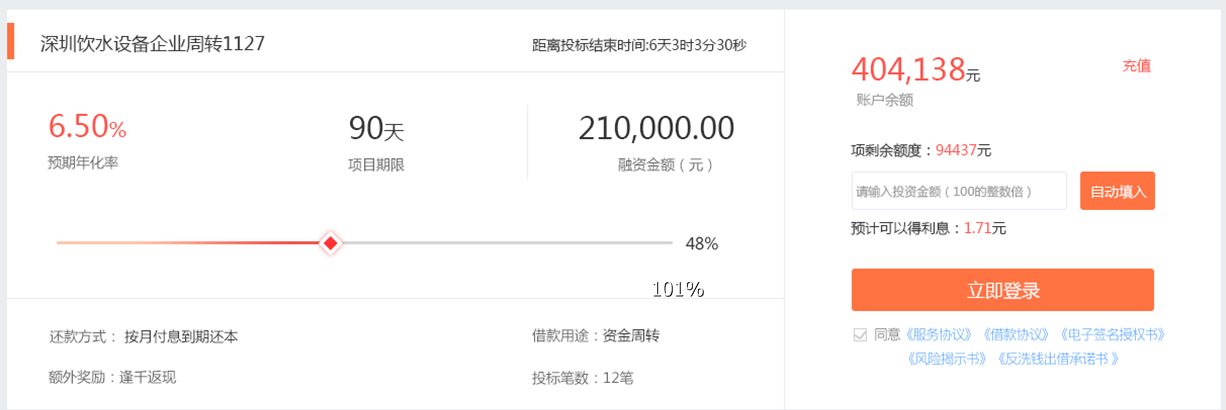 深圳饮水设备企业周转1127
距离投标结束时间:6天3时3分30秒
6.50%
预期年化率
90天
项目期限
210,000.00
融资金额（元）
48%
101%
还款方式： 按月付息到期还本
借款用途：资金周转
额外奖励：逢千返现
投标笔数：12笔
404,138元
充值
账户余额
项剩余额度：94437元
请输入投资金额（100的整数倍）
自动填入
预计可以得利息：1.71元
立即登录
同意《服务协议》《借款协议》《电子签名授权书》
《风险揭示书》《反洗钱出借承诺书 》